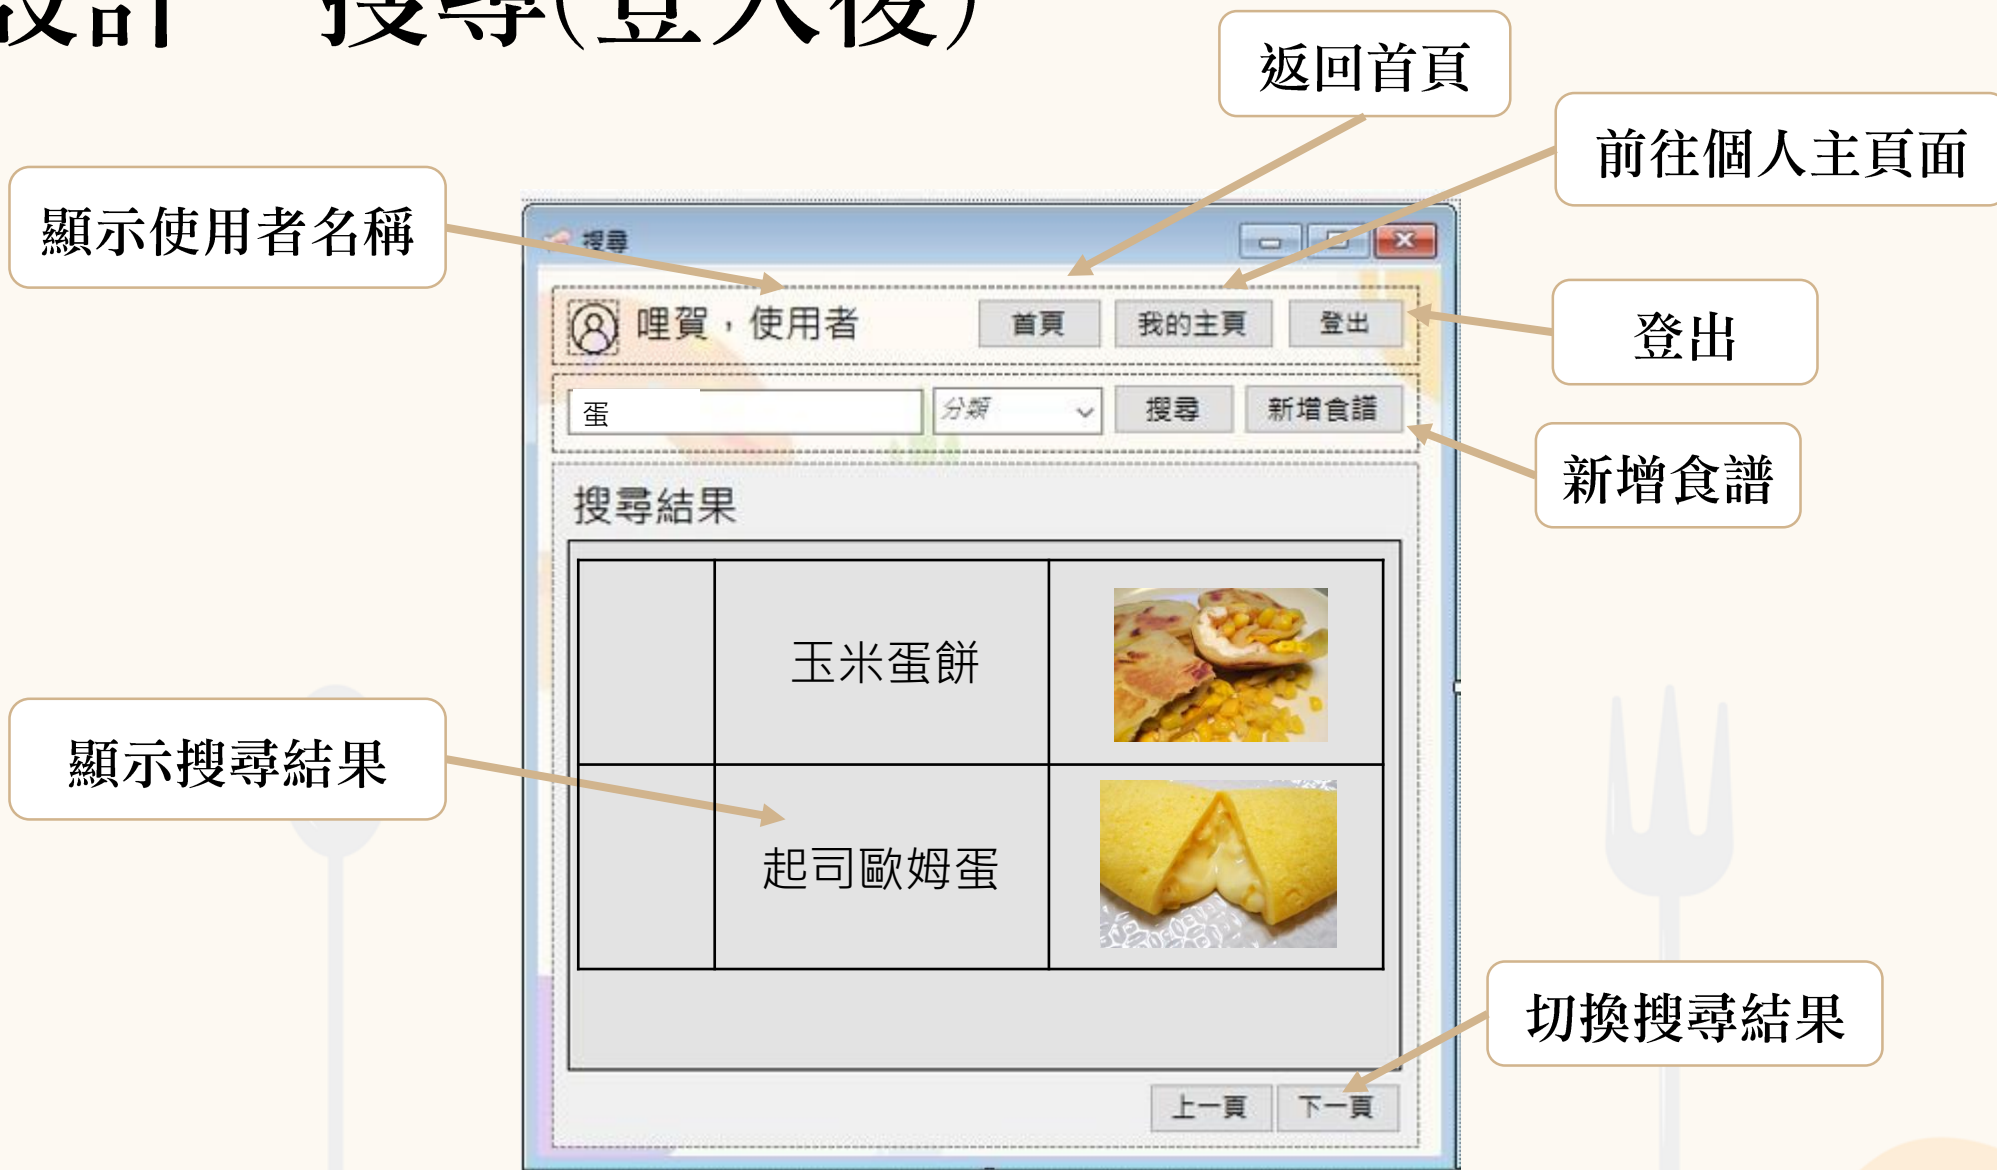 設計 搜尋(登入後)
返回首頁
前往個人主頁面
顯示使用者名稱
搜尋
哩賀，使用者
首頁
我的主頁
登出
登出
蛋
分類
搜尋
新增食譜
新增食譜
搜尋結果
玉米蛋餅
顯示搜尋結果
起司歐姆蛋
切換搜尋結果
上一頁
下一頁